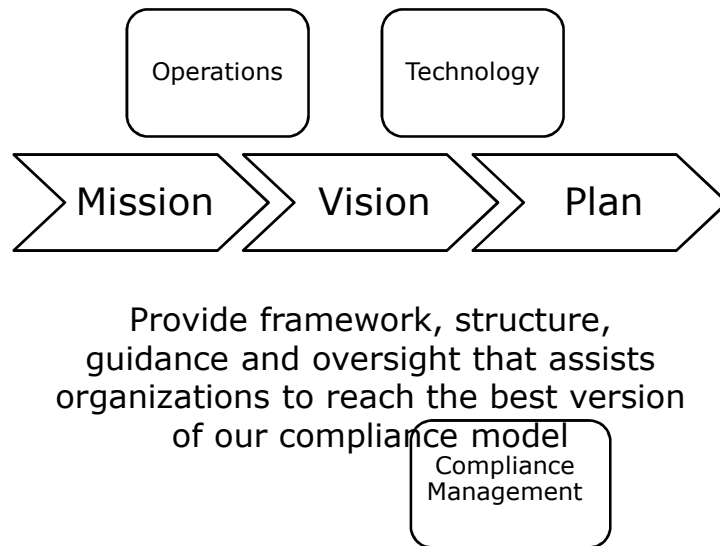 Operations
Technology
Mission
Vision
Plan
Provide framework, structure,
guidance and oversight that assists
organizations to reach the best version
of our compliance model
Compliance
Management